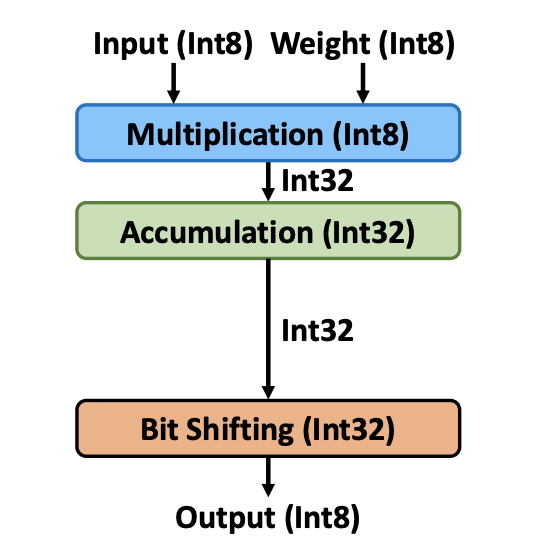 Input (Int8) Weight (Int8)
Multiplication (Int8)
Int32
Accumulation (Int32)
Int32
Bit Shifting (Int32)
Output (Int8)